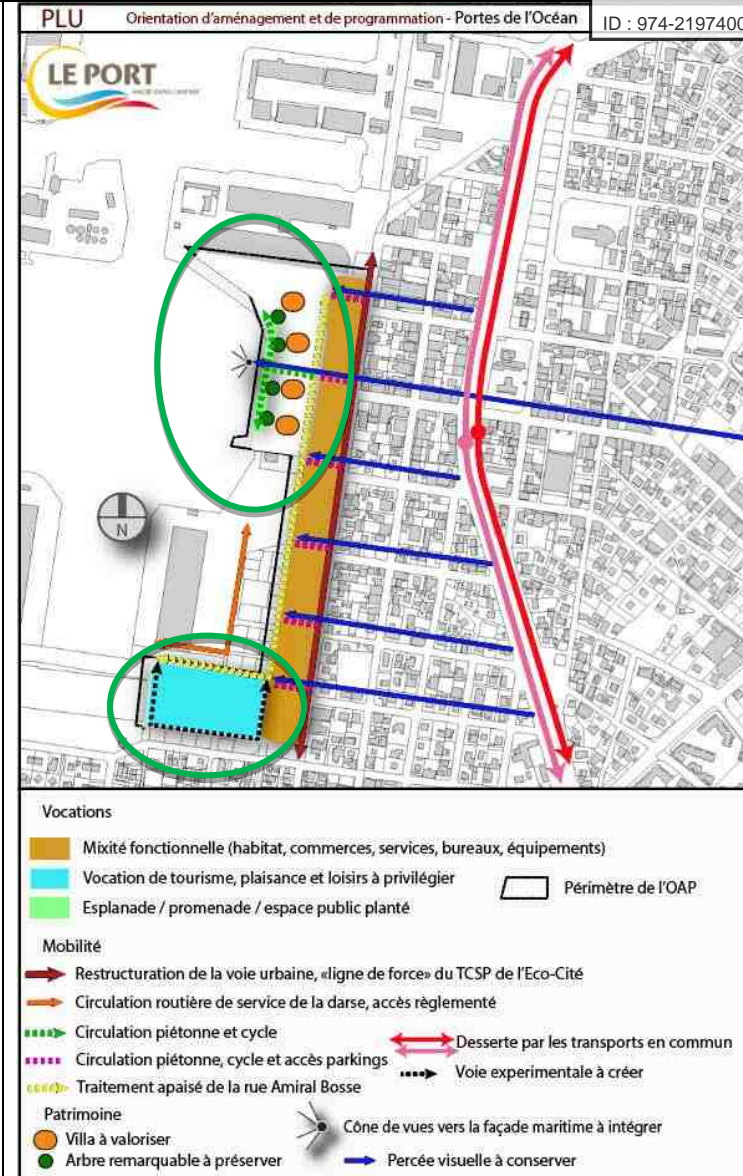 PLU Orientation d'aménagement et de programmation - Portes de l'Océan ID : 974-2197400
LE PORT
N
Vocations
Mixité fonctionnelle (habitat, commerces, services, bureaux, équipements)
Vocation de tourisme, plaisance et loisirs à privilégier
Périmètre de l'OAP
Esplanade / promenade / espace public planté
Mobilité
Restructuration de la voie urbaine, «ligne de force» du TCSP de l'Eco-Cité
Circulation routière de service de la darse, accès règlementé
Circulation piétonne et cycle
Desserte par les transports en commun
Circulation piétonne, cycle et accès parkings
Voie experimentale à créer
Traitement apaisé de la rue Amiral Bosse
Patrimoine
Cône de vues vers la façade maritime à intégrer
Villa à valoriser
Arbre remarquable à préserver
Percée visuelle à conserver